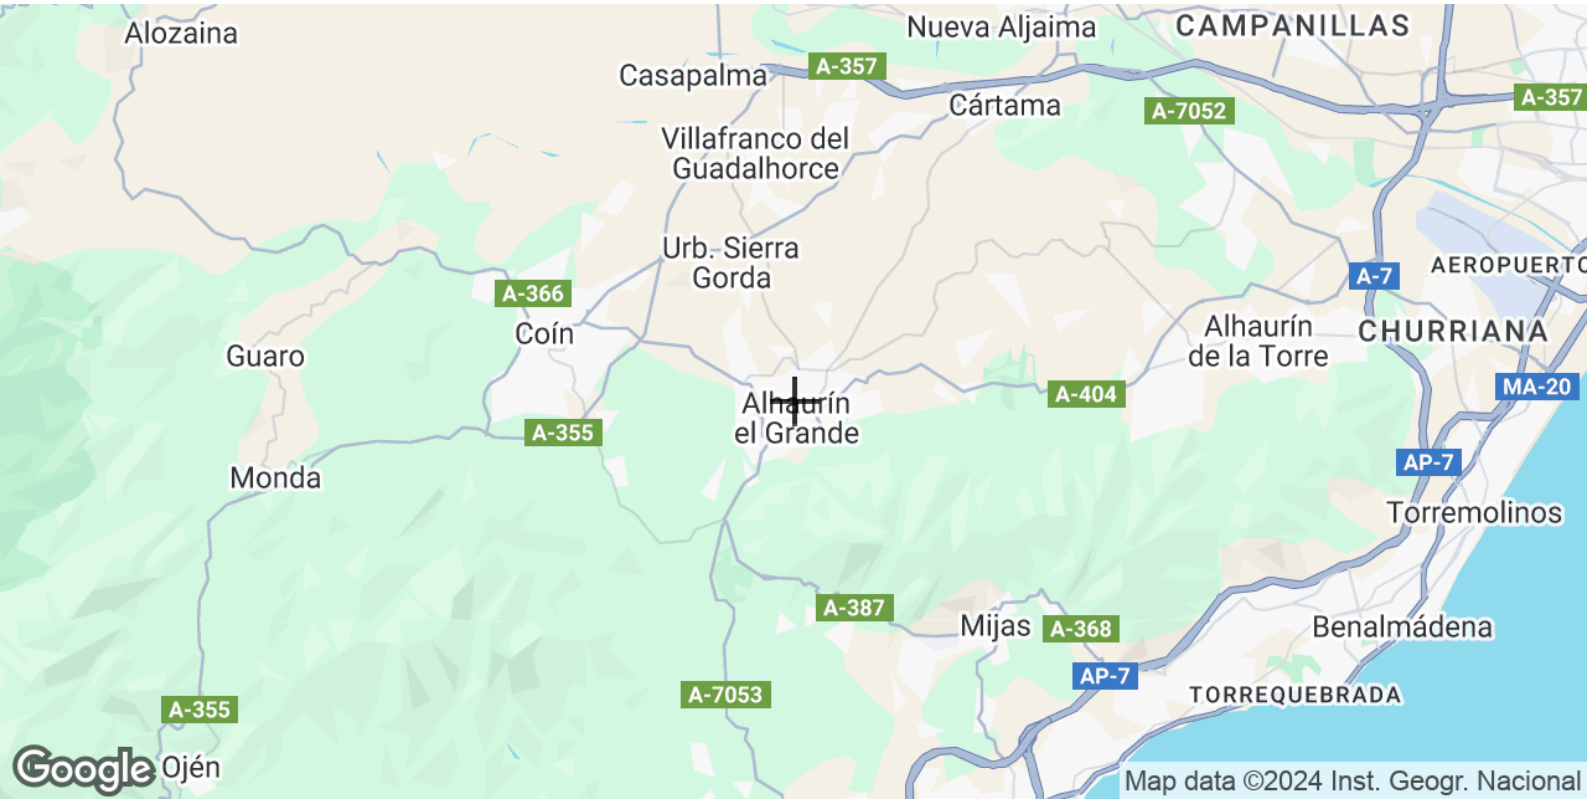 Alozaina
Nueva Aljaima
CAMPANILLAS
Casapalma
A-357
Cártama
A-7052
A-357
Villafranco del
Guadalhorce
Urb. Sierra
Gorda
A-366
Coín
A-7
AEROPUERTO
Guaro
Alhaurín
de la Torre
CHURRIANA
MA-20
Alhaurín
el Grande
A-404
A-355
AP-7
Monda
Torremolinos
A-387
Mijas
A-368
Benalmádena
AP-7
A-7053
TORREQUEBRADA
A-355
Google
Ojén
Map data ©2024 Inst. Geogr. Nacional